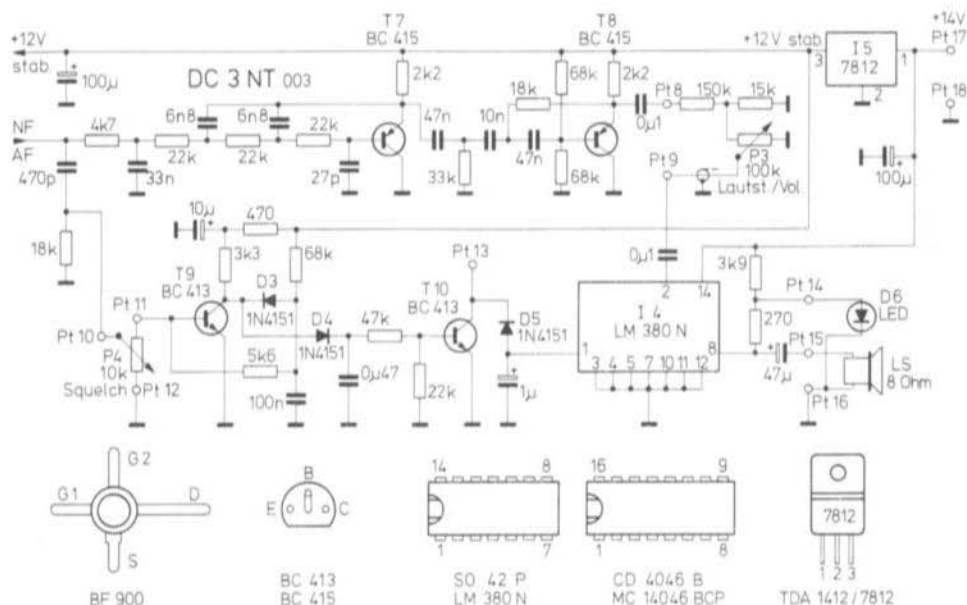 T7
BC 415
T8
BC 415
+12V
stab
+12V stab
+14V
Pt 17
3
I 5
7812
1
2
Pt 18
100µ
+
DC 3 NT 003
2k2
68k
2k2
18k
Pt8
150k
15k
0µ1
P3
100k
Lautst./Vol.
Pt9
100µ
+
NF
AF
4k7
6n8
6n8
22k
22k
22k
33n
27p
47n
10n
33k
47n
68k
470p
18k
10µ
+
470
3k3
68k
T9
BC 413
D3
1N4151
D4
1N4151
Pt 11
Pt 10
P4
10k
Squelch
Pt 12
5k6
100n
0µ47
47k
22k
Pt 13
T10
BC 413
D5
1N4151
+
1µ
0µ1
2
14
I 4
LM 380 N
1
8
3 4 5 7 10 11 12
3k9
270
Pt 14
D6
LED
Pt 15
+
47µ
LS
8 Ohm
Pt 16
G2
G1
D
S
BF 900
B
E
C
BC 413
BC 415
14
8
1
7
SO 42 P
LM 380 N
16
9
1
8
CD 4046 B
MC 14046 BCP
7812
1 2 3
TDA 1412 / 7812